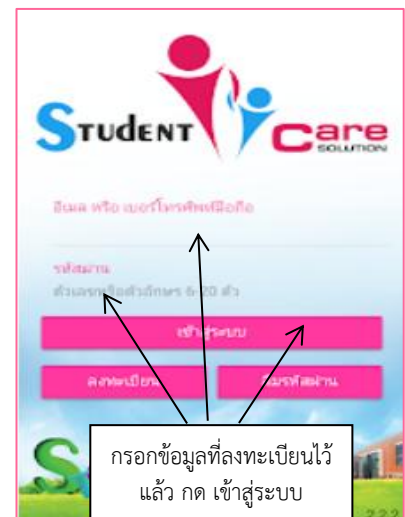 STUDENT Care
SOLUTION
อีเมล หรือ เบอร์โทรศัพท์มือถือ
รหัสผ่าน
ตัวเลขหรือตัวอักษร 6-20 ตัว
เข้าสู่ระบบ
ลงทะเบียน ลืมรหัสผ่าน
กรอกข้อมูลที่ลงทะเบียนไว้
แล้ว กด เข้าสู่ระบบ